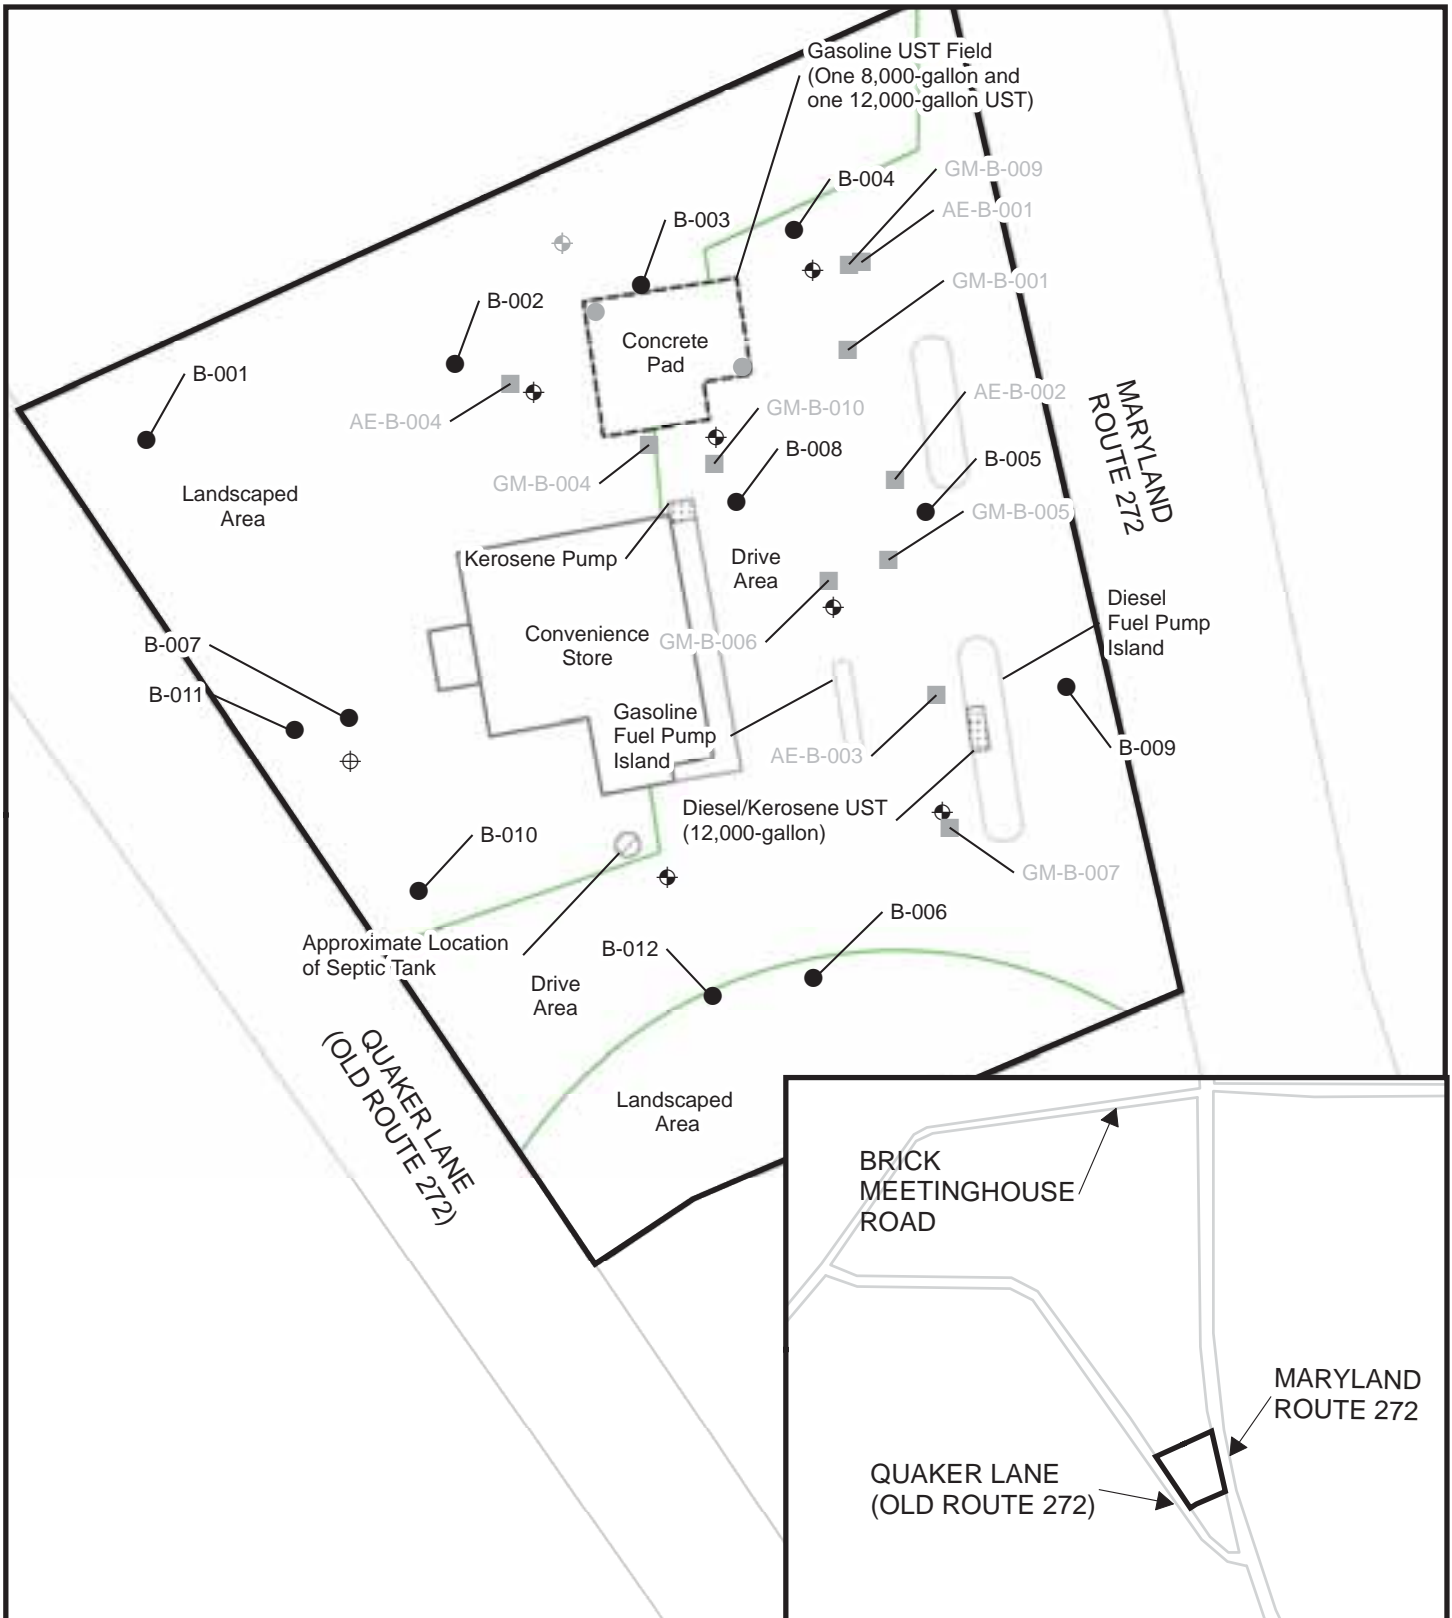 Gasoline UST Field
(One 8,000-gallon and
one 12,000-gallon UST)
GM-B-009
B-004
AE-B-001
B-003
GM-B-001
B-002
Concrete
Pad
B-001
AE-B-002
MARYLAND
ROUTE 272
AE-B-004
GM-B-010
B-008
B-005
GM-B-004
Landscaped
Area
GM-B-005
Kerosene Pump
Drive
Area
Diesel
Fuel Pump
Island
Convenience
Store
GM-B-006
B-007
B-011
Gasoline
Fuel Pump
Island
AE-B-003
B-009
Diesel/Kerosene UST
(12,000-gallon)
B-010
GM-B-007
B-006
Approximate Location
of Septic Tank
B-012
Drive
Area
QUAKER LANE
(OLD ROUTE 272)
Landscaped
Area
BRICK
MEETINGHOUSE
ROAD
MARYLAND
ROUTE 272
QUAKER LANE
(OLD ROUTE 272)